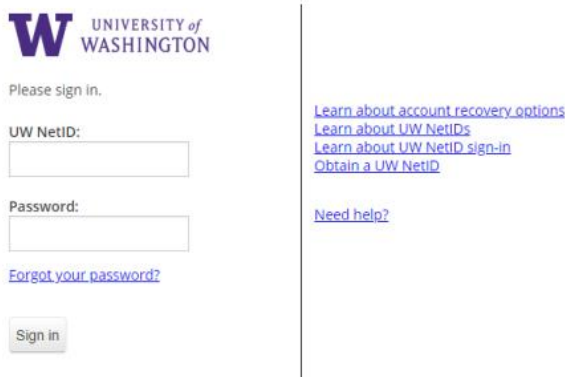 W UNIVERSITY of
WASHINGTON
Please sign in.
UW NetID:
Password:
Forgot your password?
Sign in
Learn about account recovery options
Learn about UW NetIDs
Learn about UW NetID sign-in
Obtain a UW NetID
Need help?